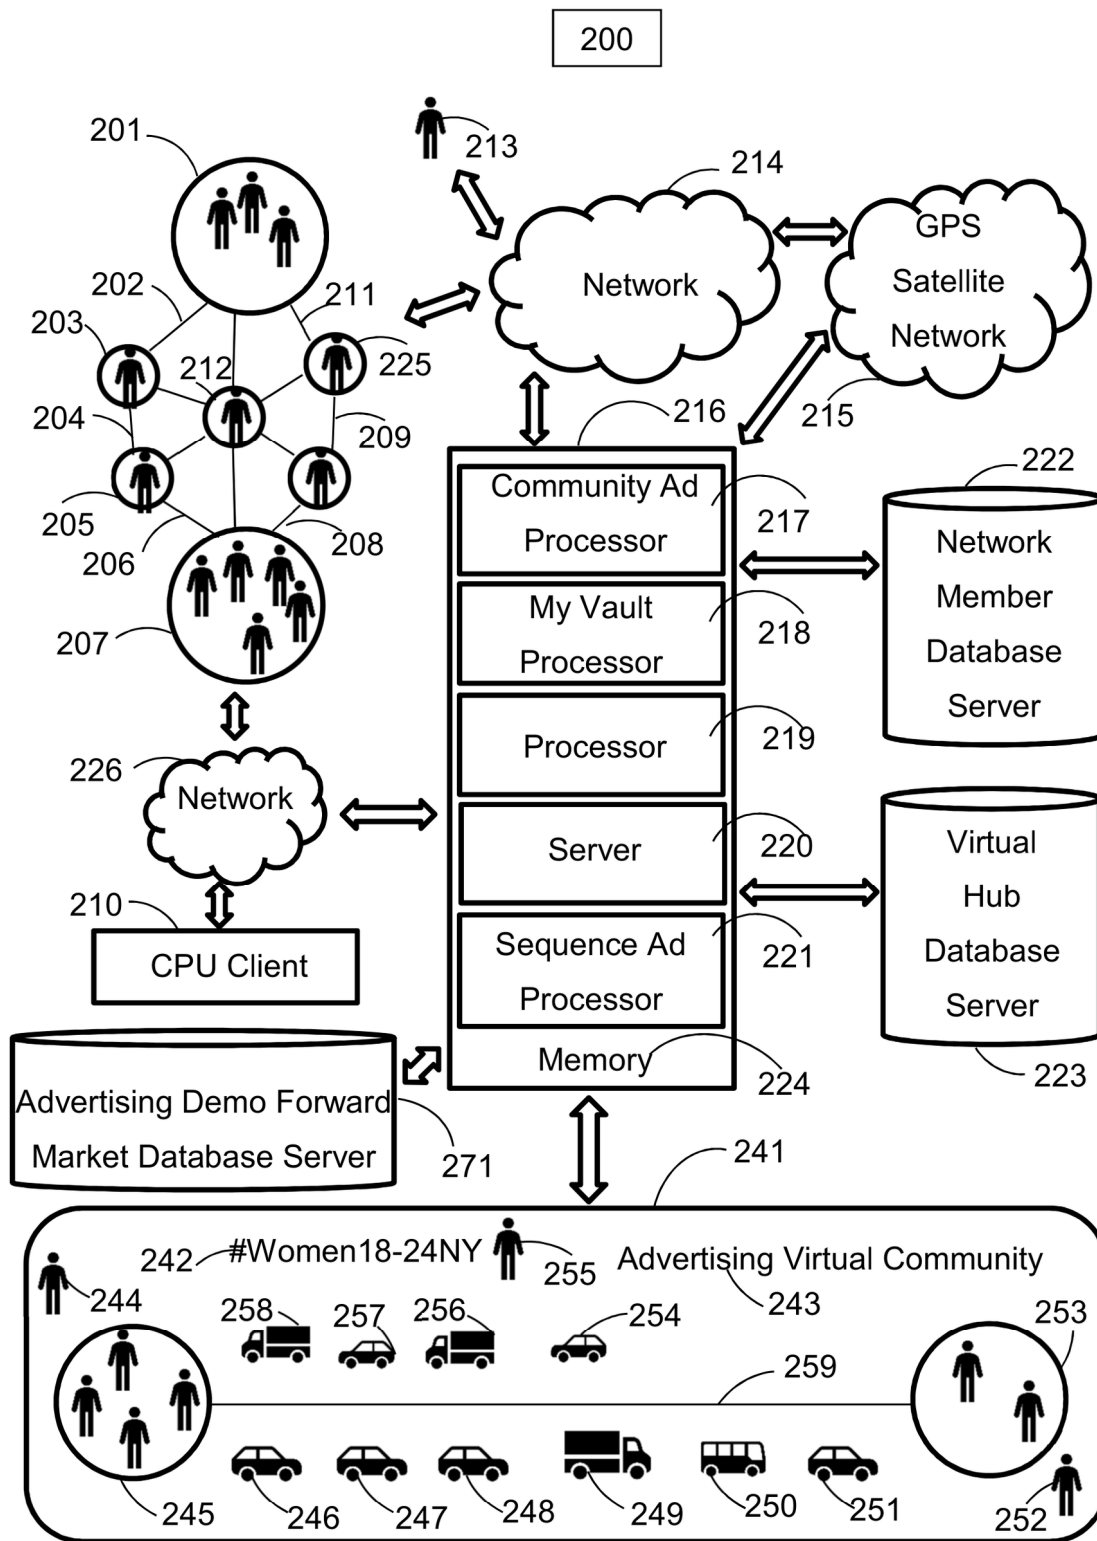 200
201
213
214
GPS
Satellite
Network
Network
202
211
203
212
225
204
209
216
215
205
206
208
Community Ad
Processor
217
222
Network
Member
Database
Server
My Vault
Processor
218
207
Processor
219
226
Network
Server
220
Virtual
Hub
Database
Server
210
CPU Client
Sequence Ad
Processor
221
Memory
224
223
Advertising Demo Forward
Market Database Server
271
241
242
#Women18-24NY
255
Advertising Virtual Community
243
244
258
257
256
254
253
259
245
246
247
248
249
250
251
252